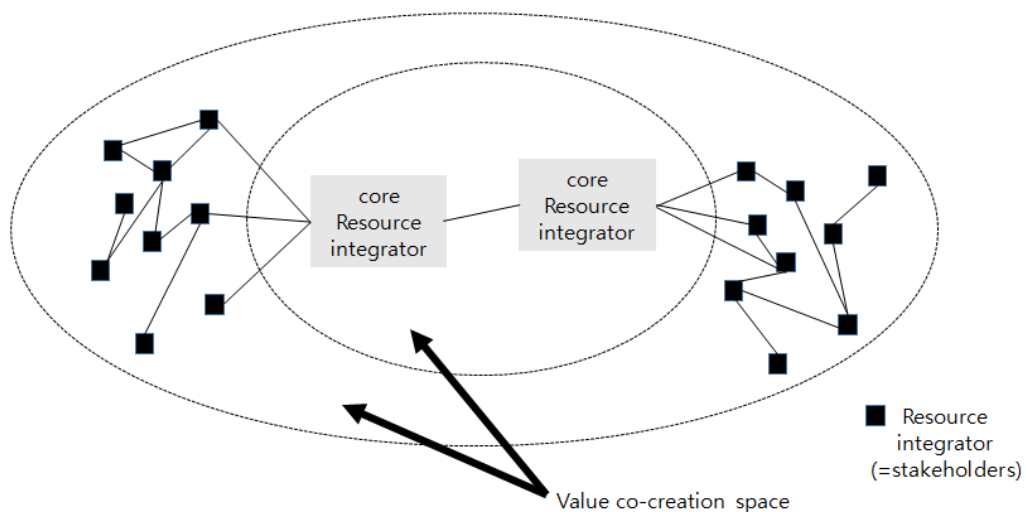 core
Resource
integrator
core
Resource
integrator
Resource
integrator
(=stakeholders)
Value co-creation space